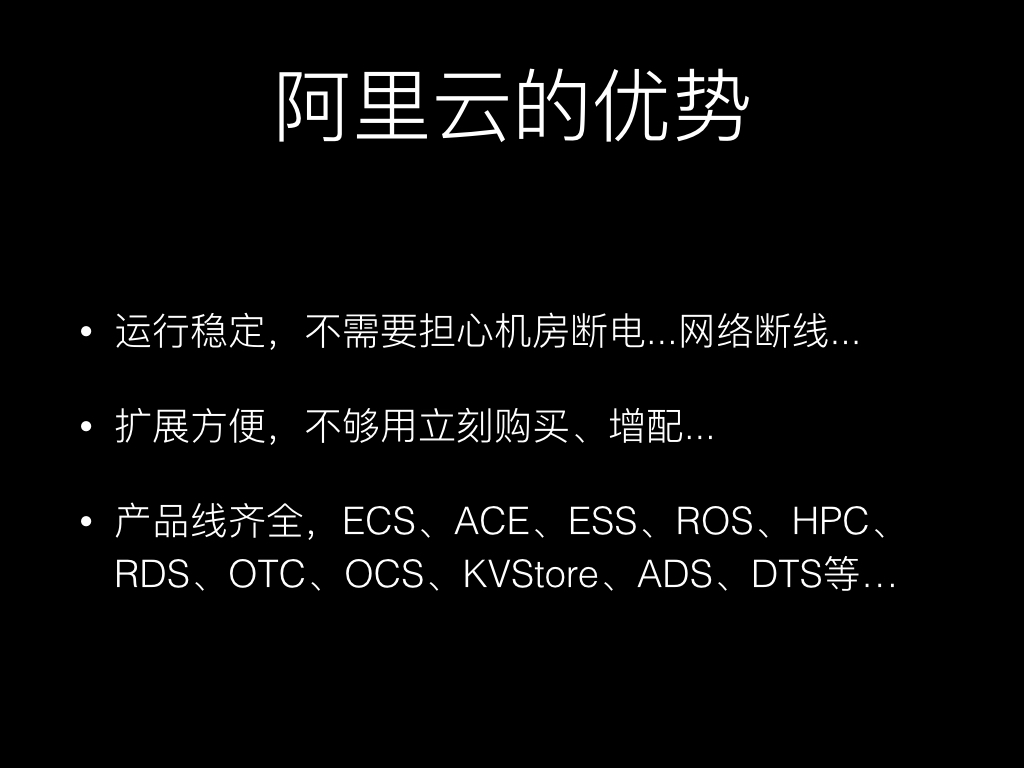 阿里云的优势
• 运行稳定，不需要担心机房断电...网络断线...
• 扩展方便，不够用立刻购买、增配...
• 产品线齐全，ECS、ACE、ESS、ROS、HPC、
RDS、OTC、OCS、KVStore、ADS、DTS等…